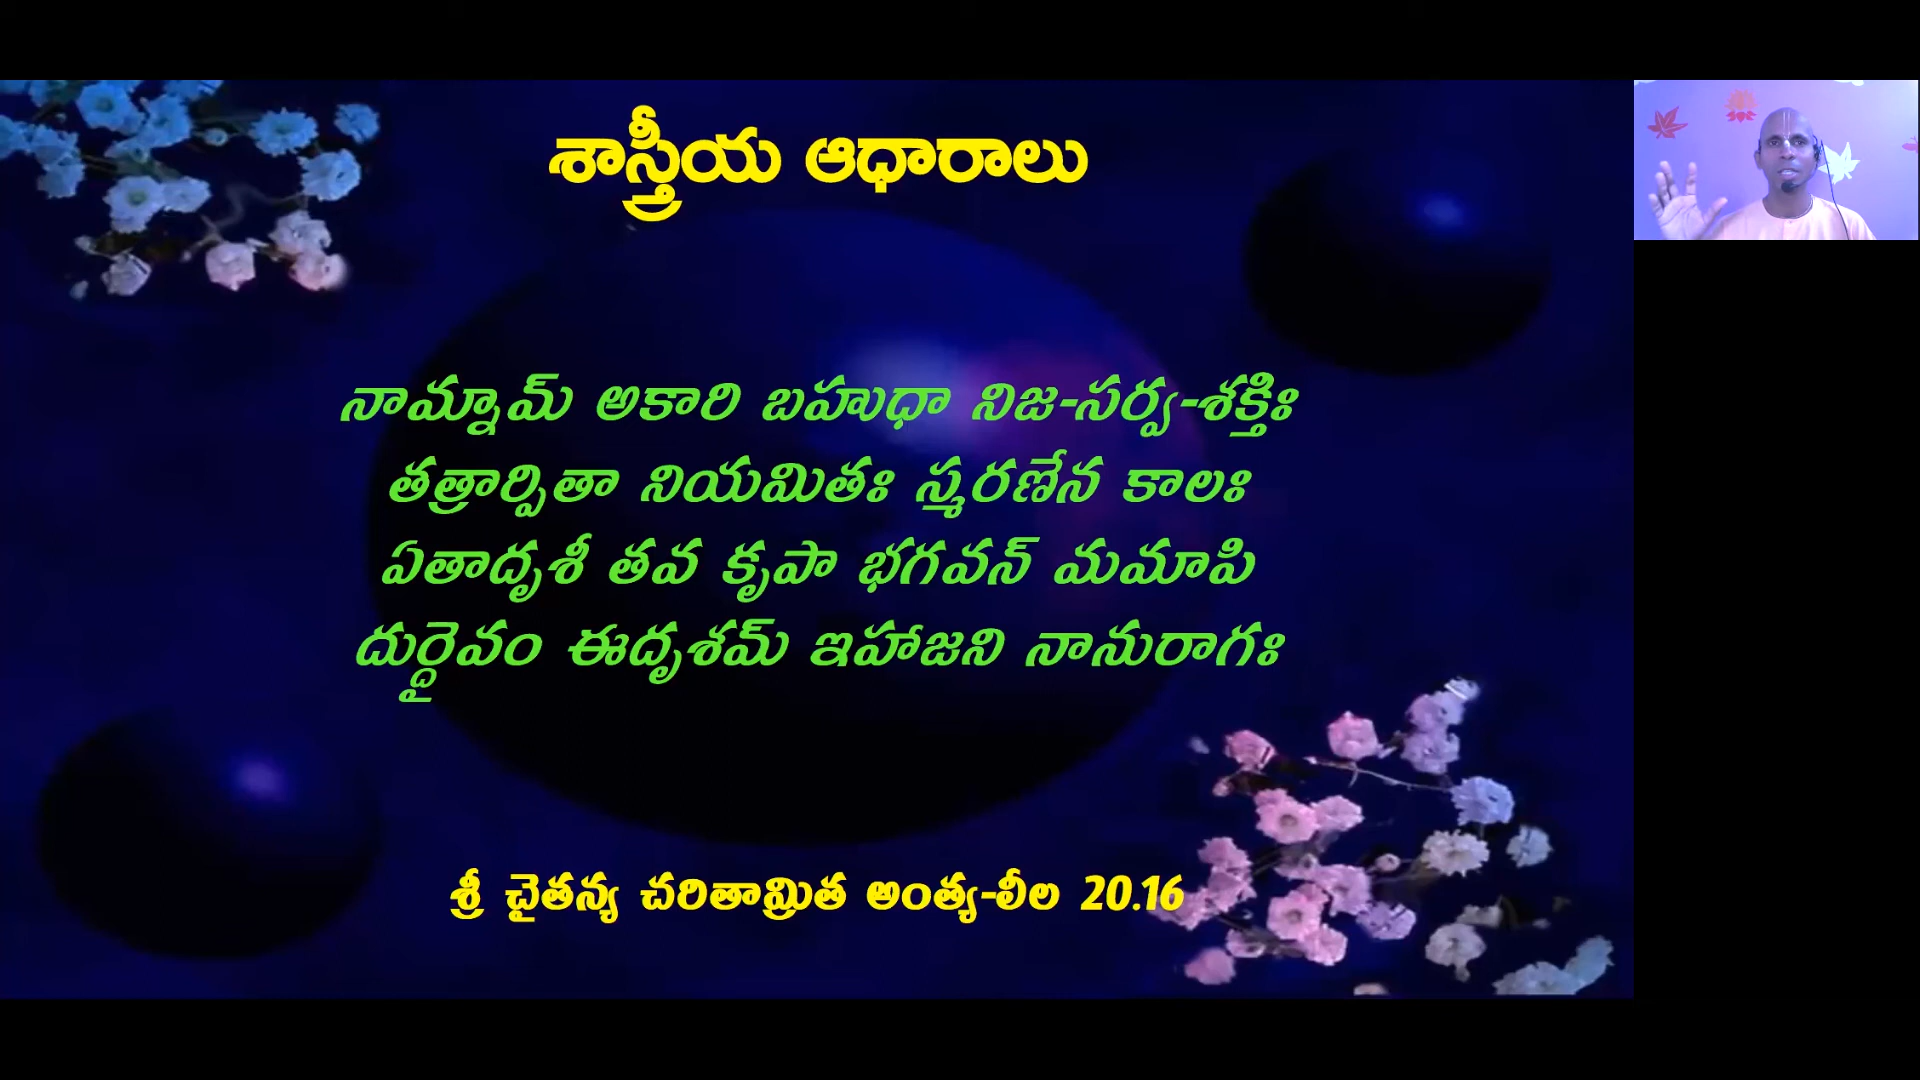 శాస్త్రీయ ఆధారాలు
నామ్నామ్ అకారి బహుధా నిజ-సర్వ-శక్తిః
తత్రార్పితా నియమితః స్మరణేన కాలః
ఏతాదృశీ తవ కృపా భగవన్ మమాపి
దుర్దైవం ఈదృశమ్ ఇహాజని నానురాగః
శ్రీ చైతన్య చరితామ్రిత అంత్య-లీల 20.16